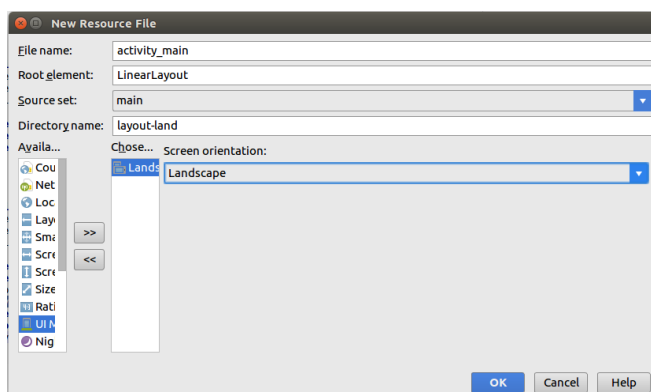 New Resource File
File name: activity_main
Root element: LinearLayout
Source set: main
Directory name: layout-land
Availa... Chose... Screen orientation:
Cou Lands Landscape
Net
Loc
Lay
Sma
Scre
Scre
Size
Rati
UI M
Nig
>>
<<
OK Cancel Help